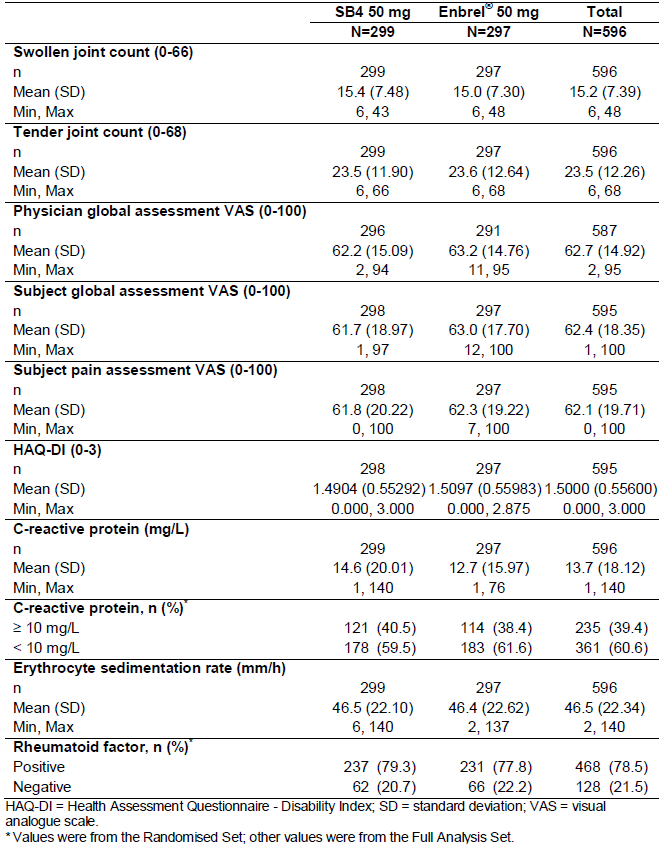 SB4 50 mg Enbrel® 50 mg Total
N=299 N=297 N=596
Swollen joint count (0-66)
n 299 297 596
Mean (SD) 15.4 (7.48) 15.0 (7.30) 15.2 (7.39)
Min, Max 6, 43 6, 48 6, 48
Tender joint count (0-68)
n 299 297 596
Mean (SD) 23.5 (11.90) 23.6 (12.64) 23.5 (12.26)
Min, Max 6, 66 6, 68 6, 68
Physician global assessment VAS (0-100)
n 296 291 587
Mean (SD) 62.2 (15.09) 63.2 (14.76) 62.7 (14.92)
Min, Max 2, 94 11, 95 2, 95
Subject global assessment VAS (0-100)
n 298 297 595
Mean (SD) 61.7 (18.97) 63.0 (17.70) 62.4 (18.35)
Min, Max 1, 97 12, 100 1, 100
Subject pain assessment VAS (0-100)
n 298 297 595
Mean (SD) 61.8 (20.22) 62.3 (19.22) 62.1 (19.71)
Min, Max 0, 100 7, 100 0, 100
HAQ-DI (0-3)
n 298 297 595
Mean (SD) 1.4904 (0.55292) 1.5097 (0.55983) 1.5000 (0.55600)
Min, Max 0.000, 3.000 0.000, 2.875 0.000, 3.000
C-reactive protein (mg/L)
n 299 297 596
Mean (SD) 14.6 (20.01) 12.7 (15.97) 13.7 (18.12)
Min, Max 1, 140 1, 76 1, 140
C-reactive protein, n (%)*
≥ 10 mg/L 121 (40.5) 114 (38.4) 235 (39.4)
< 10 mg/L 178 (59.5) 183 (61.6) 361 (60.6)
Erythrocyte sedimentation rate (mm/h)
n 299 297 596
Mean (SD) 46.5 (22.10) 46.4 (22.62) 46.5 (22.34)
Min, Max 6, 140 2, 137 2, 140
Rheumatoid factor, n (%)*
Positive 237 (79.3) 231 (77.8) 468 (78.5)
Negative 62 (20.7) 66 (22.2) 128 (21.5)
HAQ-DI = Health Assessment Questionnaire - Disability Index; SD = standard deviation; VAS = visual
analogue scale.
* Values were from the Randomised Set; other values were from the Full Analysis Set.